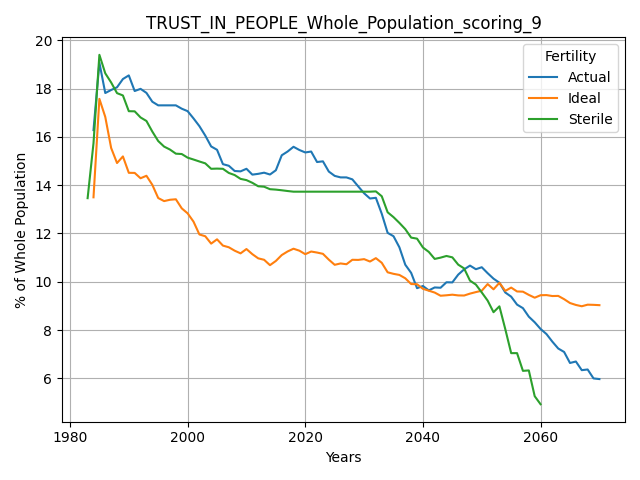 TRUST_IN_PEOPLE_Whole_Population_scoring_9
20
18
16
14
12
10
8
6
% of Whole Population
1980
2000
2020
2040
2060
Years
Fertility
Actual
Ideal
Sterile